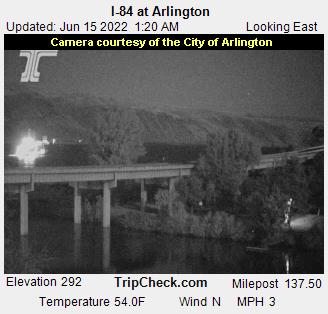 I-84 at Arlington
Updated: Jun 15 2022 1:20 AM Looking East
Camera courtesy of the City of Arlington
Elevation 292 TripCheck.com Milepost 137.50
Temperature 54.0F Wind N MPH 3